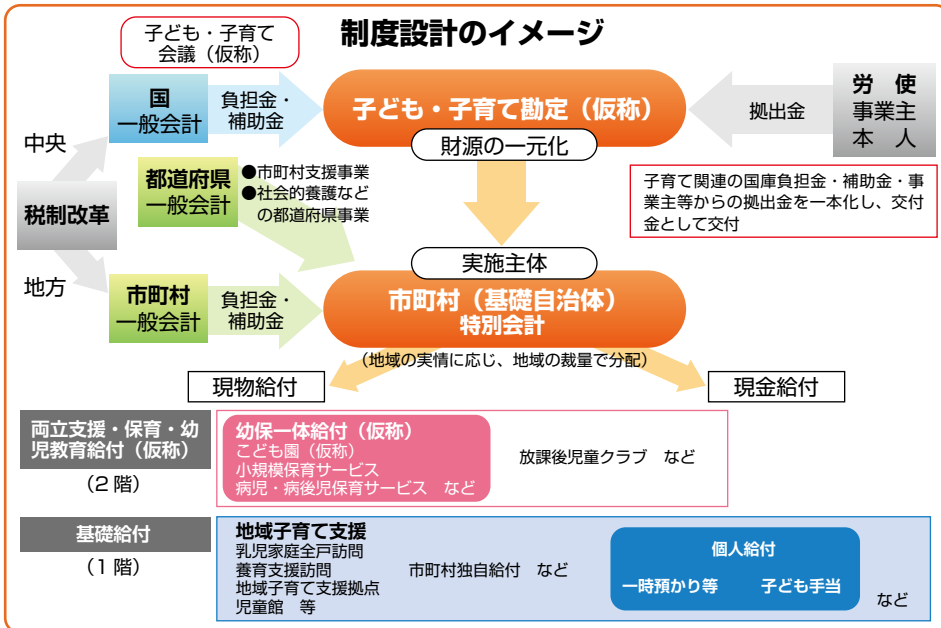 制度設計のイメージ
子ども・子育て
会議（仮称）
国
一般会計
負担金・
補助金
子ども・子育て勘定（仮称）
財源の一元化
拠出金
労　使
事業主
本　人
中央
税制改革
地方
都道府県
一般会計
●市町村支援事業
●社会的養護など
の都道府県事業
子育て関連の国庫負担金・補助金・事
業主等からの拠出金を一本化し、交付
金として交付
市町村
一般会計
負担金・
補助金
実施主体
市町村（基礎自治体）
特別会計
（地域の実情に応じ、地域の裁量で分配）
現物給付
現金給付
両立支援・保育・幼
児教育給付（仮称）
（2 階）
幼保一体給付（仮称）
こども園（仮称）
小規模保育サービス
病児・病後児保育サービス　など
放課後児童クラブ　など
基礎給付
（1 階）
地域子育て支援
乳児家庭全戸訪問
養育支援訪問
地域子育て支援拠点
児童館　等
市町村独自給付　など
個人給付
一時預かり等　　子ども手当
など